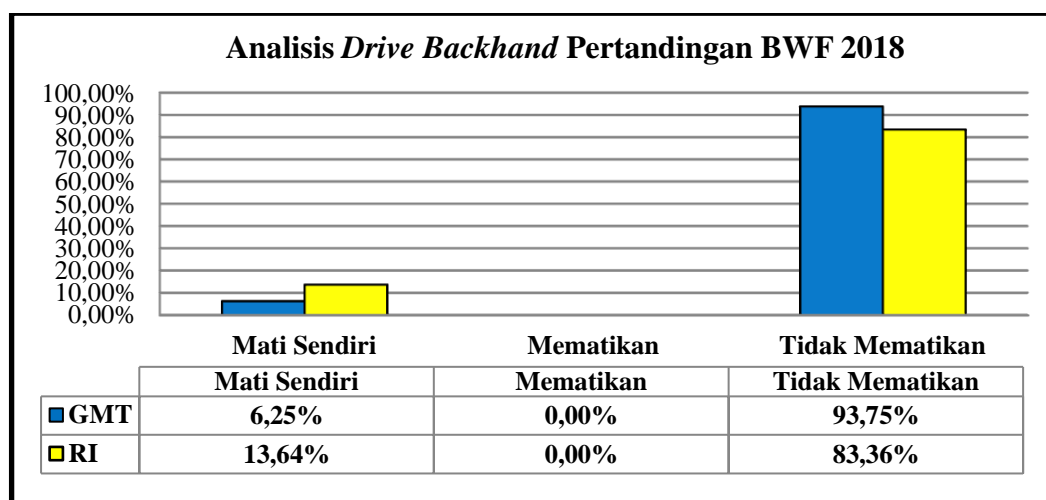 Analisis Drive Backhand Pertandingan BWF 2018
100,00%
90,00%
80,00%
70,00%
60,00%
50,00%
40,00%
30,00%
20,00%
10,00%
0,00%
Mati Sendiri Mematikan Tidak Mematikan
Mati Sendiri Mematikan Tidak Mematikan
GMT 6,25% 0,00% 93,75%
RI 13,64% 0,00% 83,36%